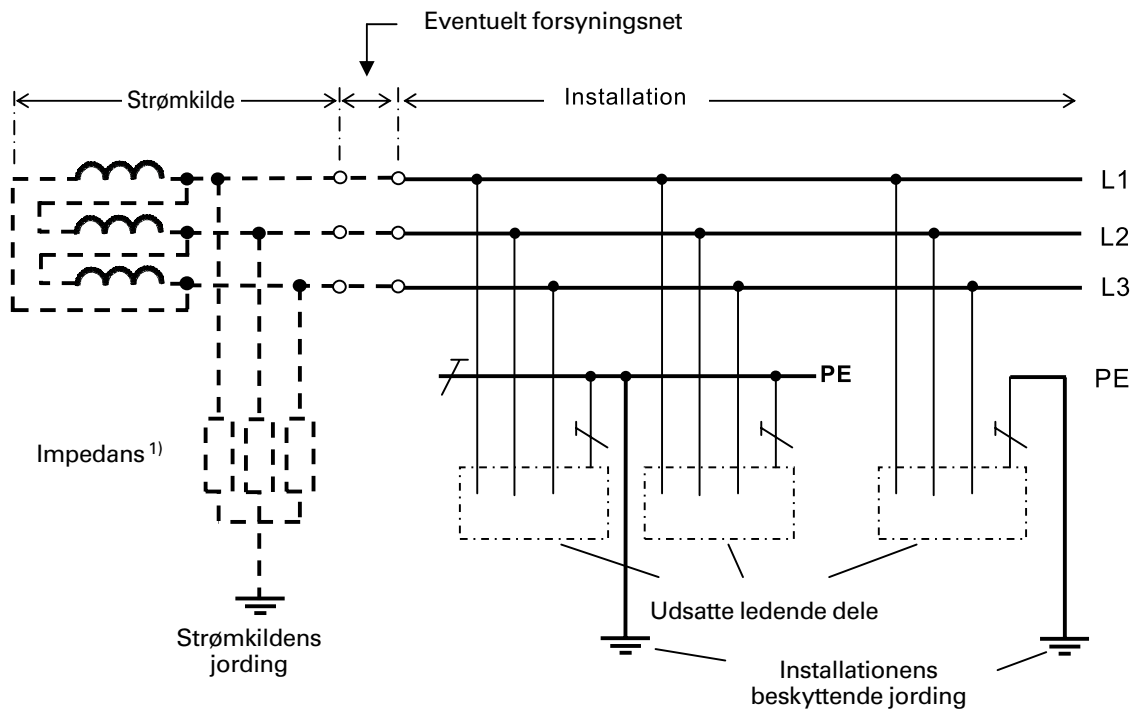 Eventuelt forsyningsnet
Strømkilde
Installation
L1
L2
L3
PE
PE
Impedans 1)
Udsatte ledende dele
Strømkildens
jording
Installationens
beskyttende jording